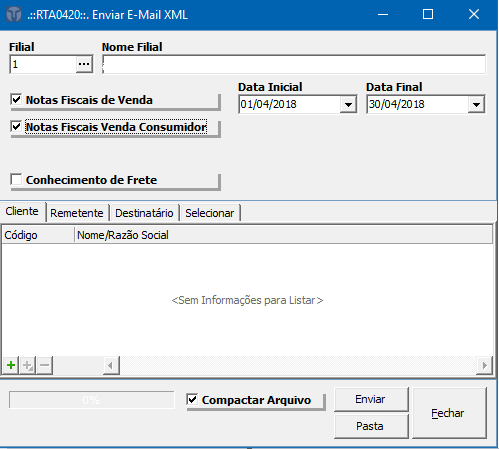 .::RTA0420::. Enviar E-Mail XML
Filial Nome Filial
1 ...
Data Inicial Data Final
Notas Fiscais de Venda 01/04/2018 30/04/2018
Notas Fiscais Venda Consumidor
Conhecimento de Frete
Cliente Remetente Destinatário Selecionar
Código Nome/Razão Social
<Sem Informações para Listar>
0% Compactar Arquivo Enviar Fechar
Pasta